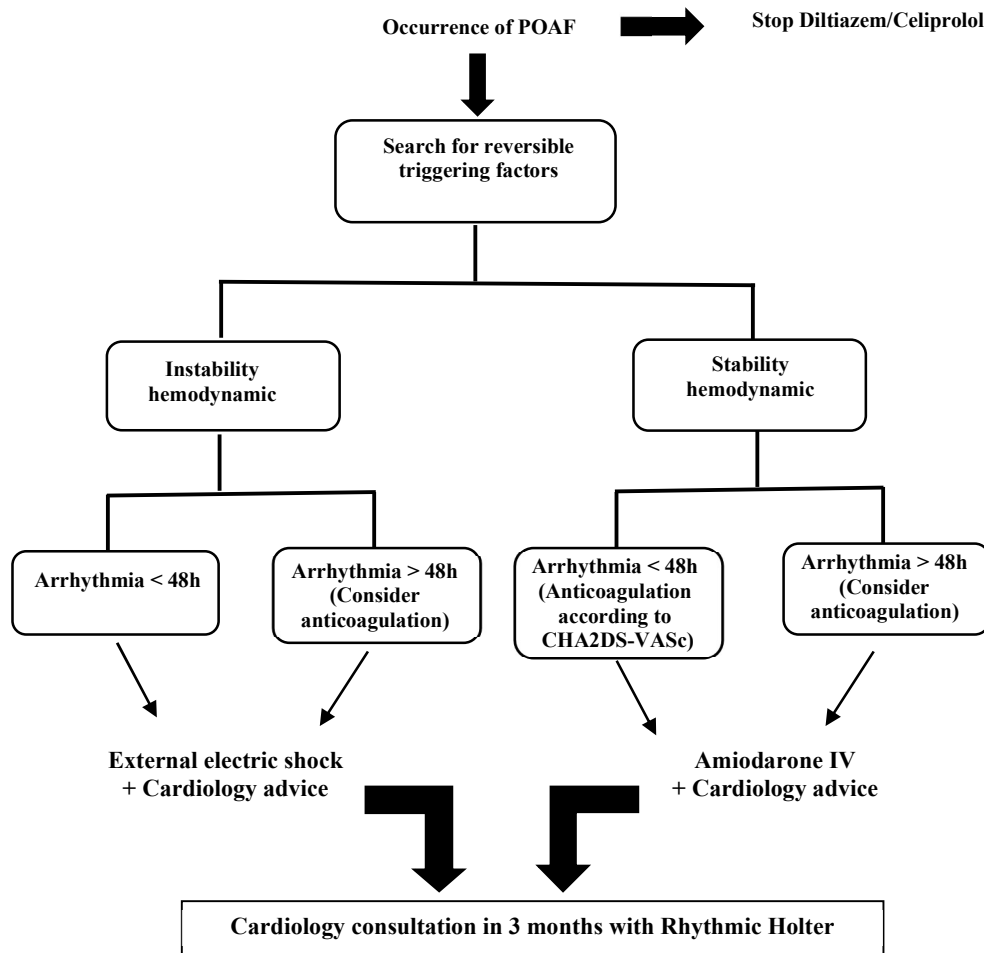 Occurrence of POAF
Stop Diltiazem/Celiprolol
Search for reversible
triggering factors
Instability
hemodynamic
Stability
hemodynamic
Arrhythmia < 48h
Arrhythmia > 48h
(Consider
anticoagulation)
Arrhythmia < 48h
(Anticoagulation
according to
CHA2DS-VASc)
Arrhythmia > 48h
(Consider
anticoagulation)
External electric shock
+ Cardiology advice
Amiodarone IV
+ Cardiology advice
Cardiology consultation in 3 months with Rhythmic Holter